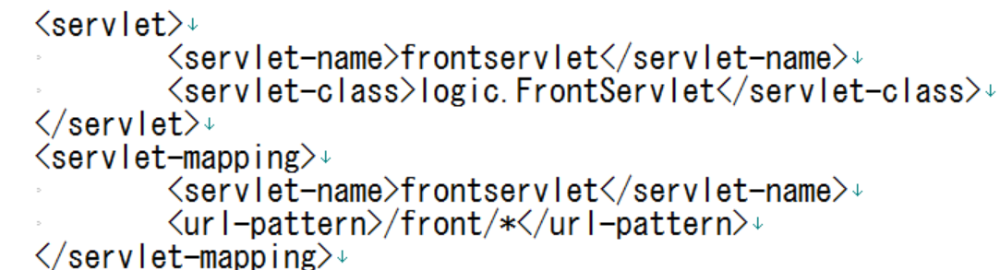 <servlet>↓
	<servlet-name>frontservlet</servlet-name>↓
	<servlet-class>logic.FrontServlet</servlet-class>↓
</servlet>↓
<servlet-mapping>↓
	<servlet-name>frontservlet</servlet-name>↓
	<url-pattern>/front/*</url-pattern>↓
</servlet-mapping>↓